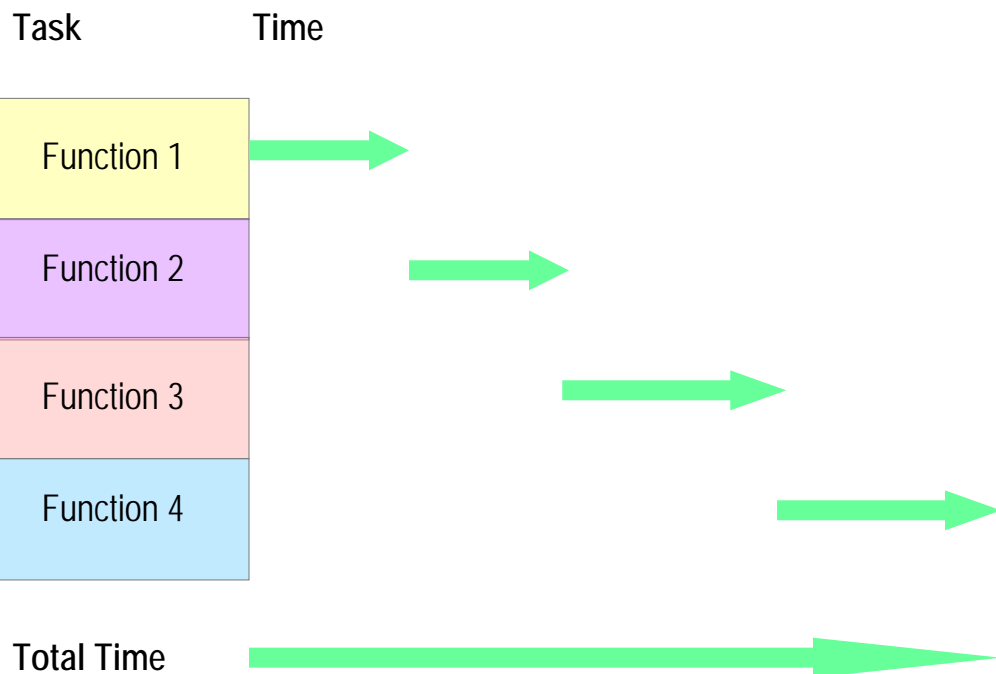 Task Time
Function 1
Function 2
Function 3
Function 4
Total Time